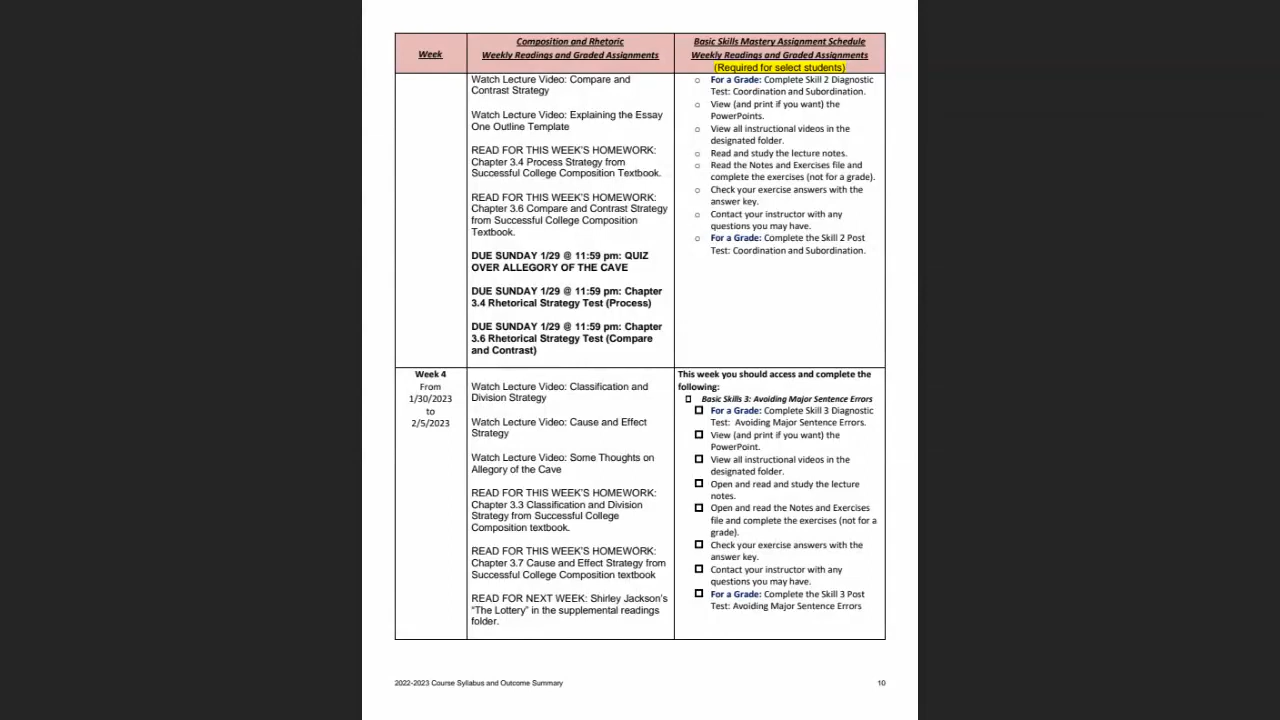 Week
Composition and Rhetoric
Weekly Readings and Graded Assignments
Basic Skills Mastery Assignment Schedule
Weekly Readings and Graded Assignments
(Required for select students)
Watch Lecture Video: Compare and
Contrast Strategy
Watch Lecture Video: Explaining the Essay
One Outline Template
READ FOR THIS WEEK'S HOMEWORK:
Chapter 3.4 Process Strategy from
Successful College Composition Textbook.
READ FOR THIS WEEK'S HOMEWORK:
Chapter 3.6 Compare and Contrast Strategy
from Successful College Composition
Textbook.
DUE SUNDAY 1/29 @ 11:59 pm: QUIZ
OVER ALLEGORY OF THE CAVE
DUE SUNDAY 1/29 @ 11:59 pm: Chapter
3.4 Rhetorical Strategy Test (Process)
DUE SUNDAY 1/29 @ 11:59 pm: Chapter
3.6 Rhetorical Strategy Test (Compare
and Contrast)
For a Grade: Complete Skill 2 Diagnostic
Test: Coordination and Subordination.
View (and print if you want) the
PowerPoints.
View all instructional videos in the
designated folder.
Read and study the lecture notes.
Read the Notes and Exercises file and
complete the exercises (not for a grade).
Check your exercise answers with the
answer key.
Contact your instructor with any
questions you may have.
For a Grade: Complete the Skill 2 Post
Test: Coordination and Subordination.
Week 4
From
1/30/2023
to
2/5/2023
Watch Lecture Video: Classification and
Division Strategy
Watch Lecture Video: Cause and Effect
Strategy
Watch Lecture Video: Some Thoughts on
Allegory of the Cave
READ FOR THIS WEEK'S HOMEWORK:
Chapter 3.3 Classification and Division
Strategy from Successful College
Composition textbook.
READ FOR THIS WEEK'S HOMEWORK:
Chapter 3.7 Cause and Effect Strategy from
Successful College Composition textbook
READ FOR NEXT WEEK: Shirley Jackson's
"The Lottery" in the supplemental readings
folder.
This week you should access and complete the
following:
Basic Skills 3: Avoiding Major Sentence Errors
For a Grade: Complete Skill 3 Diagnostic
Test: Avoiding Major Sentence Errors.
View (and print if you want) the
PowerPoint.
View all instructional videos in the
designated folder.
Open and read and study the lecture
notes.
Open and read the Notes and Exercises
file and complete the exercises (not for a
grade).
Check your exercise answers with the
answer key.
Contact your instructor with any
questions you may have.
For a Grade: Complete the Skill 3 Post
Test: Avoiding Major Sentence Errors
2022-2023 Course Syllabus and Outcome Summary
10